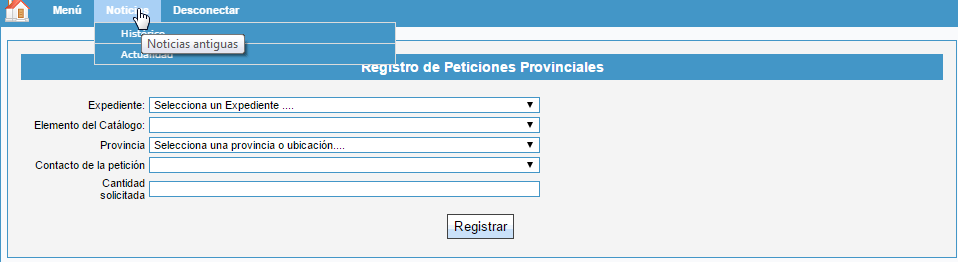 Menú Noticias Desconectar
Histórico
Noticias antiguas
Actualidad
Registro de Peticiones Provinciales
Expediente: Selecciona un Expediente ....
Elemento del Catálogo:
Provincia Selecciona una provincia o ubicación....
Contacto de la petición
Cantidad
solicitada
Registrar